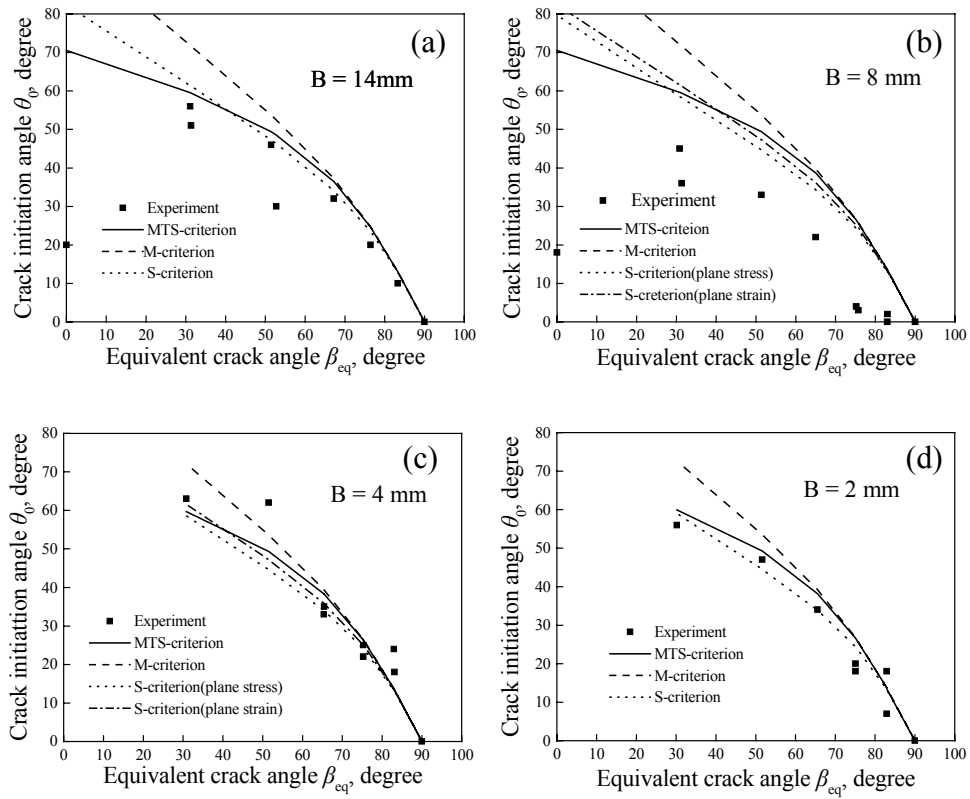 80
70
60
50
40
30
20
10
0
Crack initiation angle θ0, degree
(a)
B = 14mm
Experiment
MTS-criterion
M-criterion
S-criterion
0 10 20 30 40 50 60 70 80 90 100
Equivalent crack angle βeq, degree
80
70
60
50
40
30
20
10
0
Crack initiation angle θ0, degree
(b)
B = 8 mm
Experiment
MTS-criteion
M-criterion
S-criterion(plane stress)
S-creterion(plane strain)
0 10 20 30 40 50 60 70 80 90 100
Equivalent crack angle βeq, degree
80
70
60
50
40
30
20
10
0
Crack initiattion angle θ0, degree
(c)
B = 4 mm
Experiment
MTS-criterion
M-criterion
S-criterion(plane stress)
S-criterion(plane strain)
0 10 20 30 40 50 60 70 80 90 100
Equivalent crack angle βeq, degree
80
70
60
50
40
30
20
10
0
Crack initiation angle θ0, degree
(d)
B = 2 mm
Experiment
MTS-criterion
M-criterion
S-criterion
0 10 20 30 40 50 60 70 80 90 100
Equivalent crack angle βeq, degree